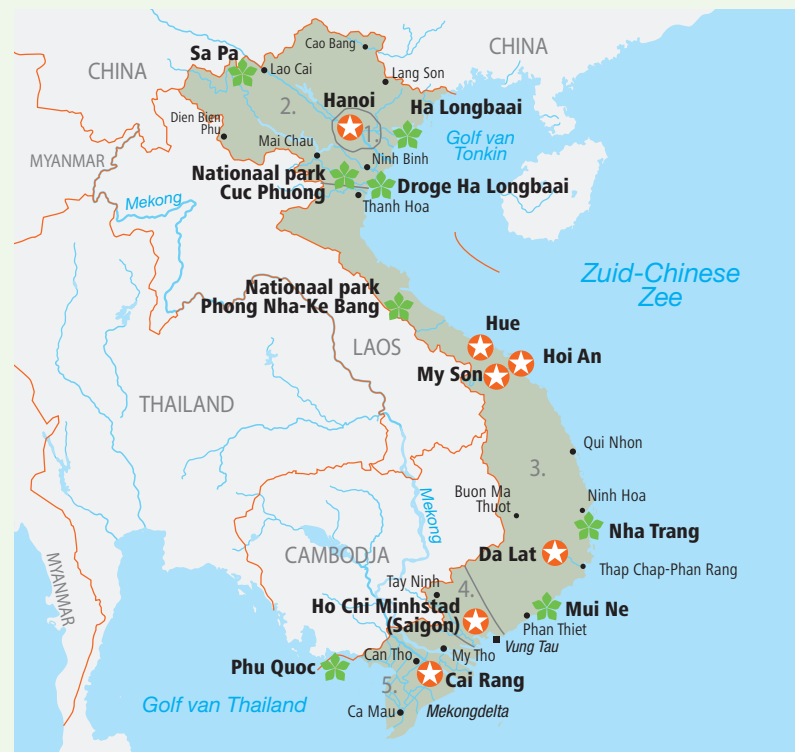 CHINA
Sa Pa
Lao Cai
Cao Bang
CHINA
Lang Son
2.
Hanoi
1.
Ha Longbaai
Golf van
Tonkin
Dien Bien
Phu
Mai Chau
MYANMAR
Ninh Binh
Nationaal park
Cuc Phuong
Droge Ha Longbaai
Thanh Hoa
Mekong
Zuid-Chinese
Zee
Nationaal park
Phong Nha-Ke Bang
Hue
LAOS
Hoi An
My Son
THAILAND
Qui Nhon
3.
Mekong
Buon Ma
Thuot
Ninh Hoa
Nha Trang
CAMBODJA
Da Lat
MYANMAR
Thap Chap-Phan Rang
Tay Ninh
4.
Ho Chi Minhstad
(Saigon)
Mui Ne
Phan Thiet
Vung Tau
Can Tho
My Tho
Phu Quoc
5.
Cai Rang
Golf van Thailand
Ca Mau
Mekongdelta